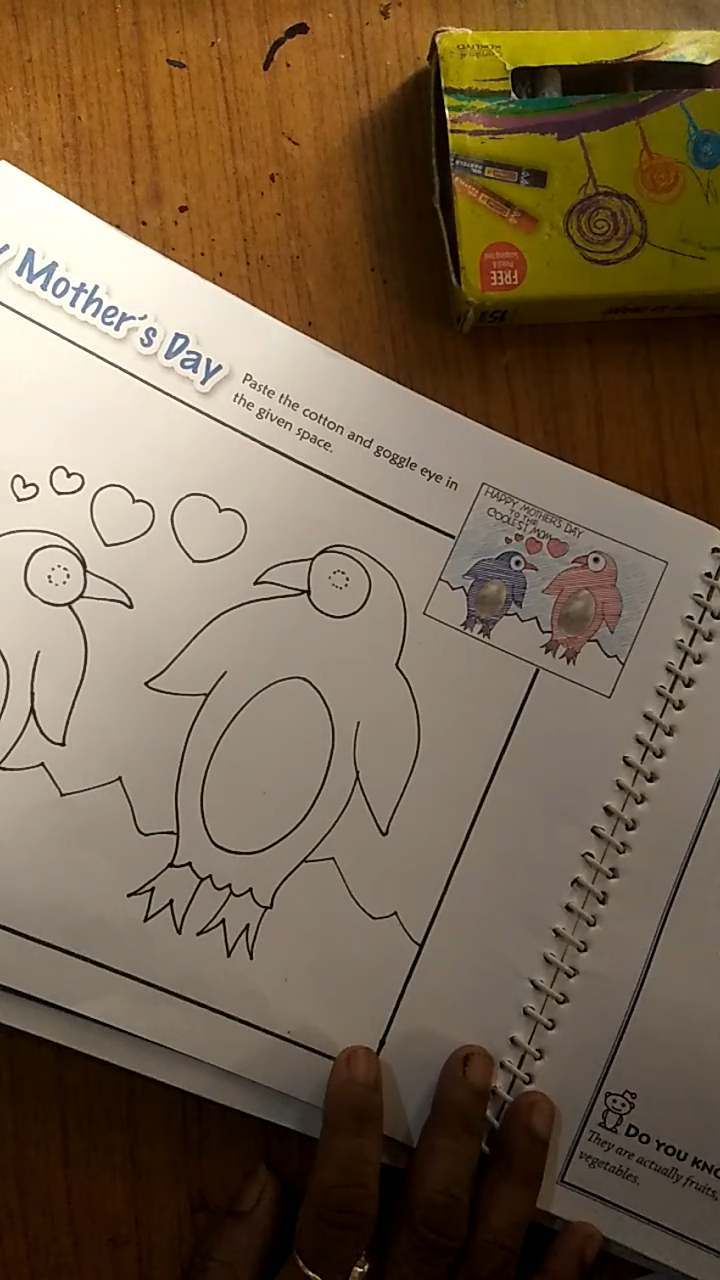 Mother's Day
Paste the cotton and goggle eye in
the given space.
HAPPY MOTHER'S DAY
TO THE
COOLEST MOM
FREE
DO YOU KNO
They are actually fruits,
vegetables.